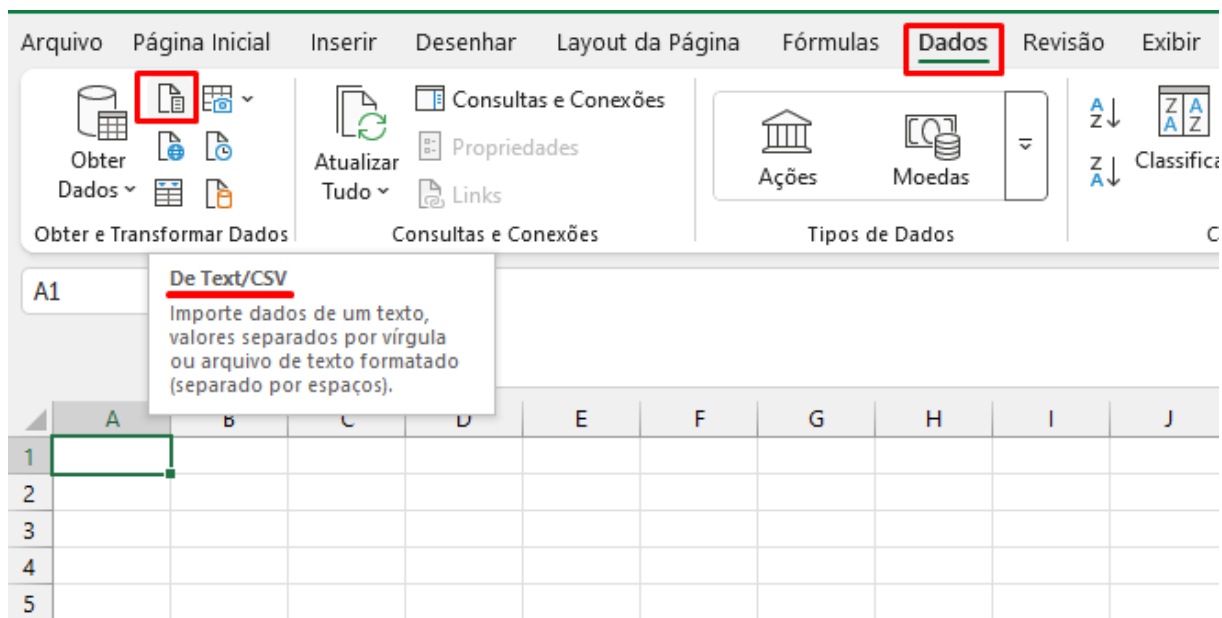 Arquivo Página Inicial Inserir Desenhar Layout da Página Fórmulas Dados Revisão Exibir
Obter
Dados
Atualizar
Tudo
Consultas e Conexões
Propriedades
Links
Ações
Moedas
A
Z
Z
A
Z A
A Z
Classifica
Obter e Transformar Dados
Consultas e Conexões
Tipos de Dados
C
A1
De Text/CSV
Importe dados de um texto,
valores separados por vírgula
ou arquivo de texto formatado
(separado por espaços).
A B C D E F G H I J
1
2
3
4
5